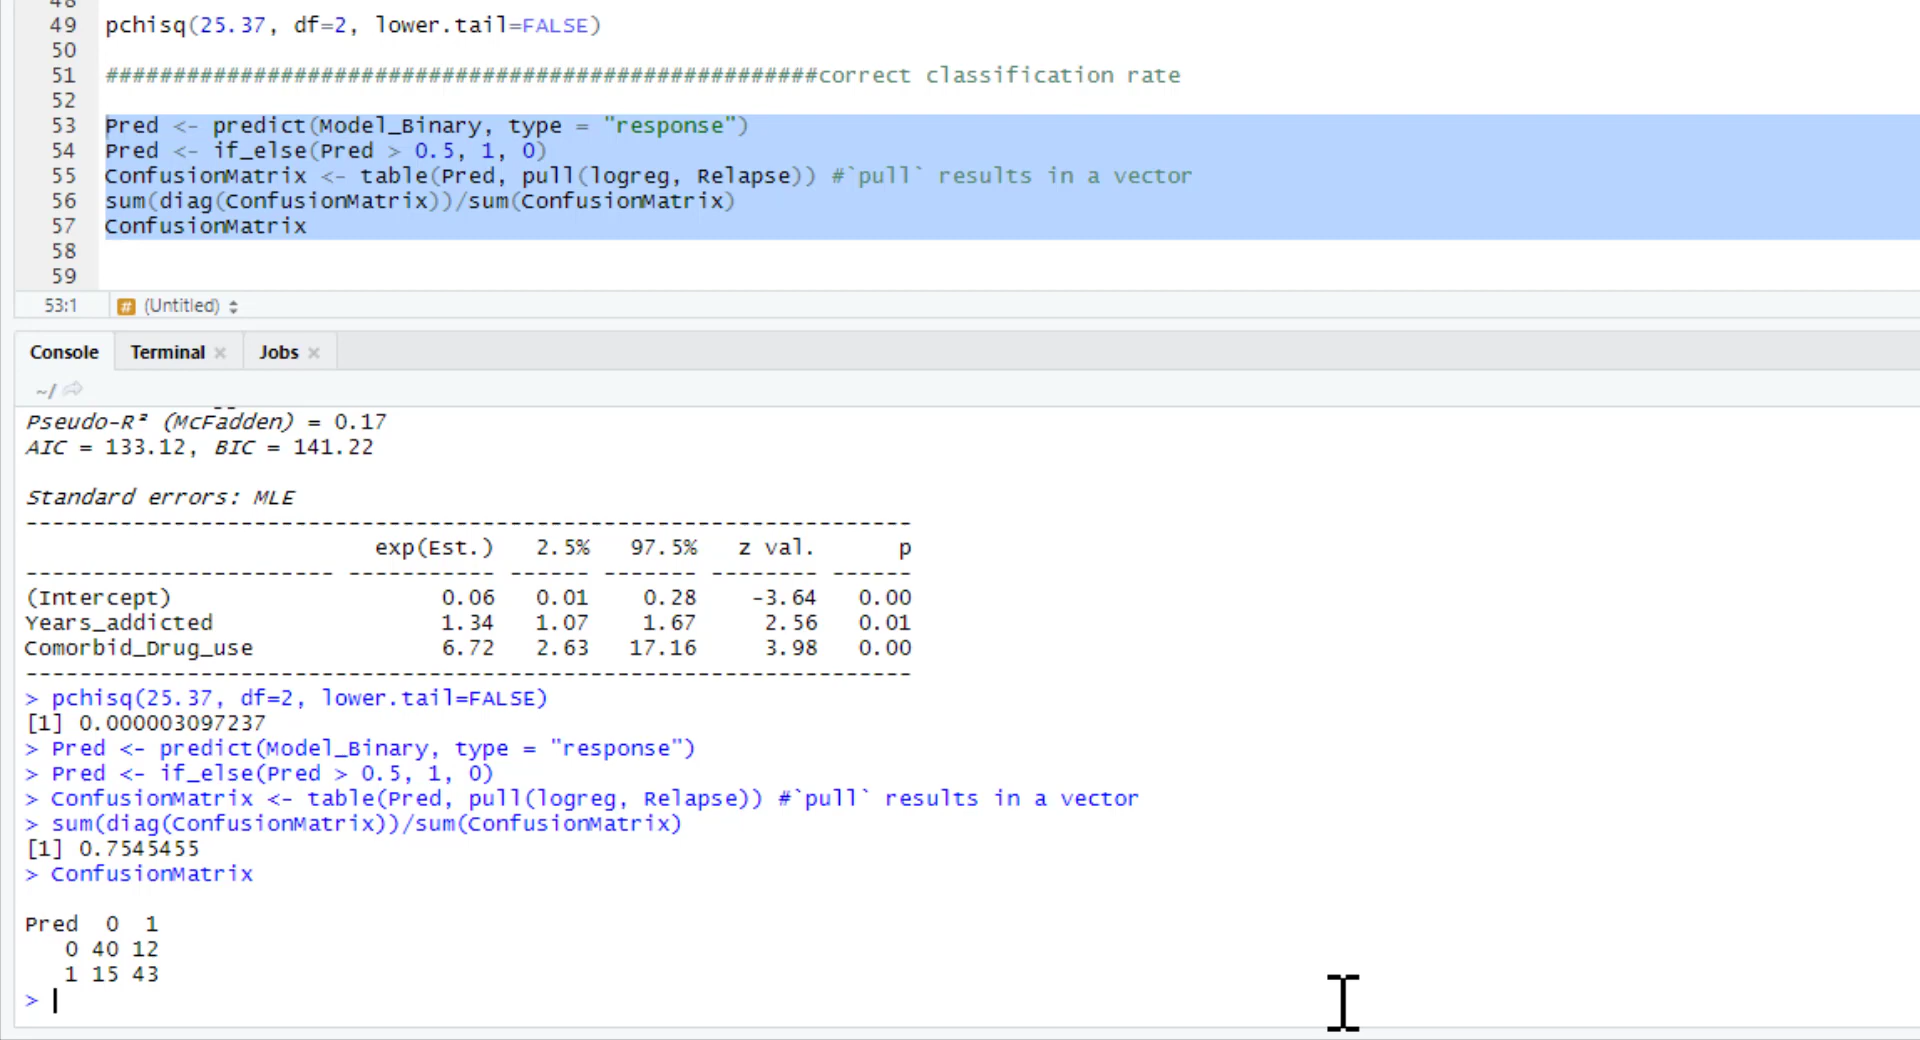 48
49 pchisq(25.37, df=2, lower.tail=FALSE)
50
51 #####################################################correct classification rate
52
53 Pred <- predict(Model_Binary, type = "response")
54 Pred <- if_else(Pred > 0.5, 1, 0)
55 ConfusionMatrix <- table(Pred, pull(logreg, Relapse)) #`pull` results in a vector
56 sum(diag(ConfusionMatrix))/sum(ConfusionMatrix)
57 ConfusionMatrix
58
59
53:1 # (Untitled)
Console Terminal × Jobs ×
~/
Pseudo-R² (McFadden) = 0.17
AIC = 133.12, BIC = 141.22
Standard errors: MLE
------------------------------------------------------------------
exp(Est.) 2.5% 97.5% z val. p
----------------------- ----------- ------ ------- -------- ------
(Intercept) 0.06 0.01 0.28 -3.64 0.00
Years_addicted 1.34 1.07 1.67 2.56 0.01
Comorbid_Drug_use 6.72 2.63 17.16 3.98 0.00
------------------------------------------------------------------
> pchisq(25.37, df=2, lower.tail=FALSE)
[1] 0.000003097237
> Pred <- predict(Model_Binary, type = "response")
> Pred <- if_else(Pred > 0.5, 1, 0)
> ConfusionMatrix <- table(Pred, pull(logreg, Relapse)) #`pull` results in a vector
> sum(diag(ConfusionMatrix))/sum(ConfusionMatrix)
[1] 0.7545455
> ConfusionMatrix
Pred 0 1
0 40 12
1 15 43
>